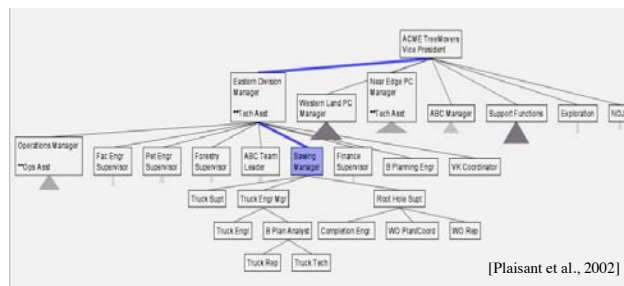 ACME TreeMovers
Vice President
Eastern Division
Manager
**Tech Asst
Western Land PC
Manager
Near Edge PC
Manager
**Tech Asst
ABC Manager
Support Functions
Exploration
Operations Manager
**Ops Asst
Fac Engr
Supervisor
Pet Engr
Supervisor
Forestry
Supervisor
ABC Team
Leader
Sawing
Manager
Finance
Supervisor
B Planning Engr
VK Coordinator
Truck Supt
Truck Engr Mgr
Root Hole Supt
Truck Engr
B Plan Analyst
Completion Engr
WO Plan/Coord
WO Rep
Truck Rep
Truck Tech
[Plaisant et al., 2002]